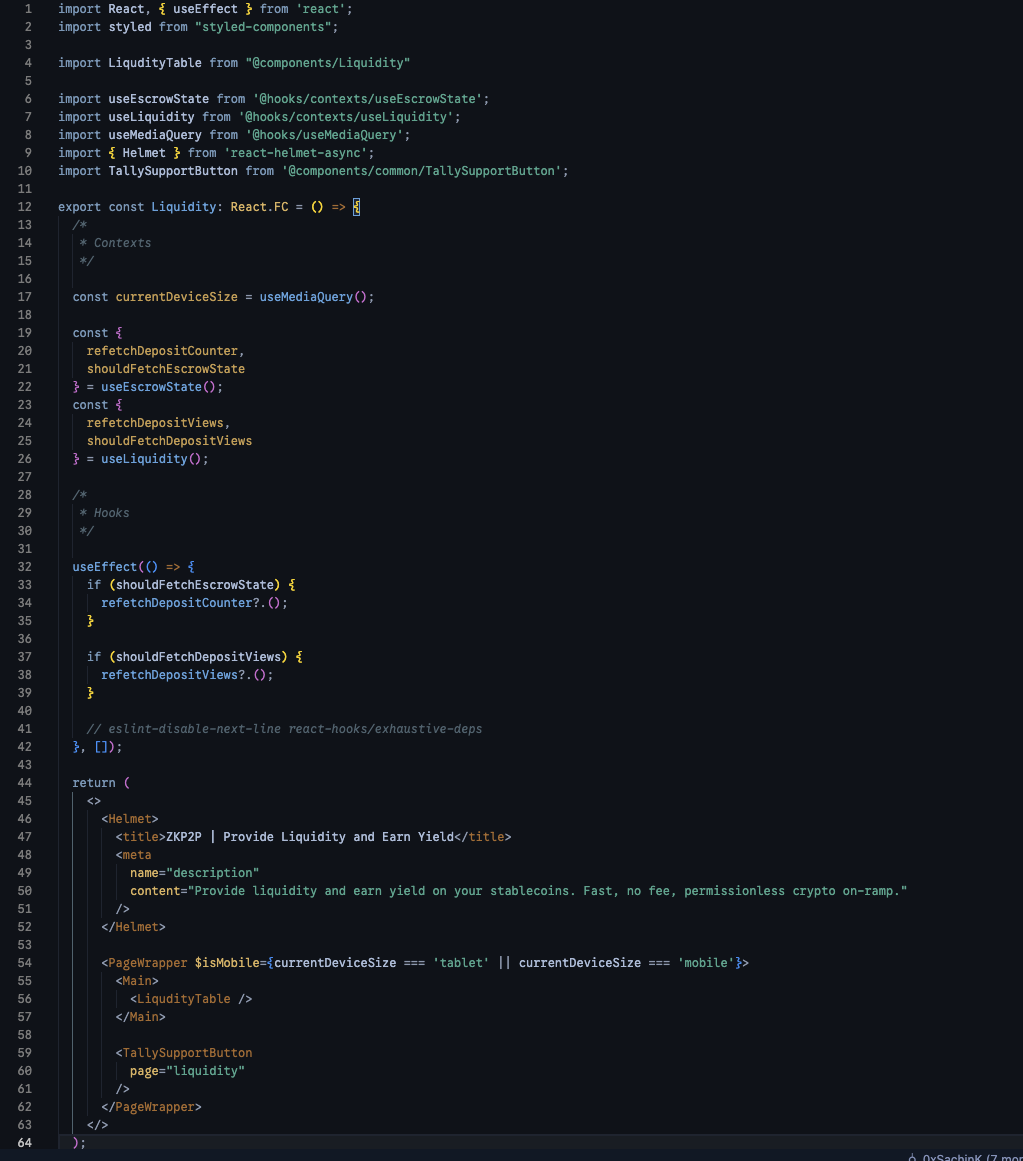 1 import React, { useEffect } from 'react';
2 import styled from "styled-components";
3
4 import LiqudityTable from "@components/Liquidity"
5
6 import useEscrowState from '@hooks/contexts/useEscrowState';
7 import useLiquidity from '@hooks/contexts/useLiquidity';
8 import useMediaQuery from '@hooks/useMediaQuery';
9 import { Helmet } from 'react-helmet-async';
10 import TallySupportButton from '@components/common/TallySupportButton';
11
12 export const Liquidity: React.FC = () => {
13 /*
14 * Contexts
15 */
16
17 const currentDeviceSize = useMediaQuery();
18
19 const {
20 refetchDepositCounter,
21 shouldFetchEscrowState
22 } = useEscrowState();
23 const {
24 refetchDepositViews,
25 shouldFetchDepositViews
26 } = useLiquidity();
27
28 /*
29 * Hooks
30 */
31
32 useEffect(() => {
33 if (shouldFetchEscrowState) {
34 refetchDepositCounter?.();
35 }
36
37 if (shouldFetchDepositViews) {
38 refetchDepositViews?.();
39 }
40
41 // eslint-disable-next-line react-hooks/exhaustive-deps
42 }, []);
43
44 return (
45 <>
46 <Helmet>
47 <title>ZKP2P | Provide Liquidity and Earn Yield</title>
48 <meta
49 name="description"
50 content="Provide liquidity and earn yield on your stablecoins. Fast, no fee, permissionless crypto on-ramp."
51 />
52 </Helmet>
53
54 <PageWrapper $isMobile={currentDeviceSize === 'tablet' || currentDeviceSize === 'mobile'}>
55 <Main>
56 <LiqudityTable />
57 </Main>
58
59 <TallySupportButton
60 page="liquidity"
61 />
62 </PageWrapper>
63 </>
64 );
0xSachinK (7 mon